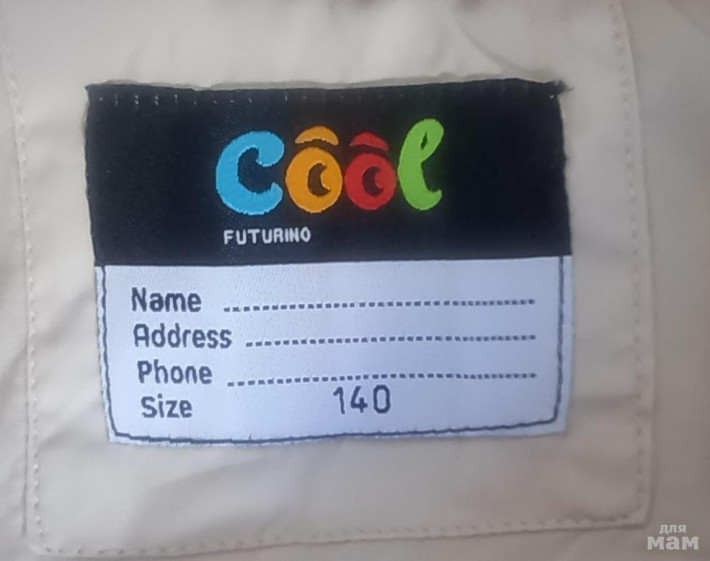 cool
FUTURINO
Name ........................................
Address ........................................
Phone ........................................
Size 140
для
мам